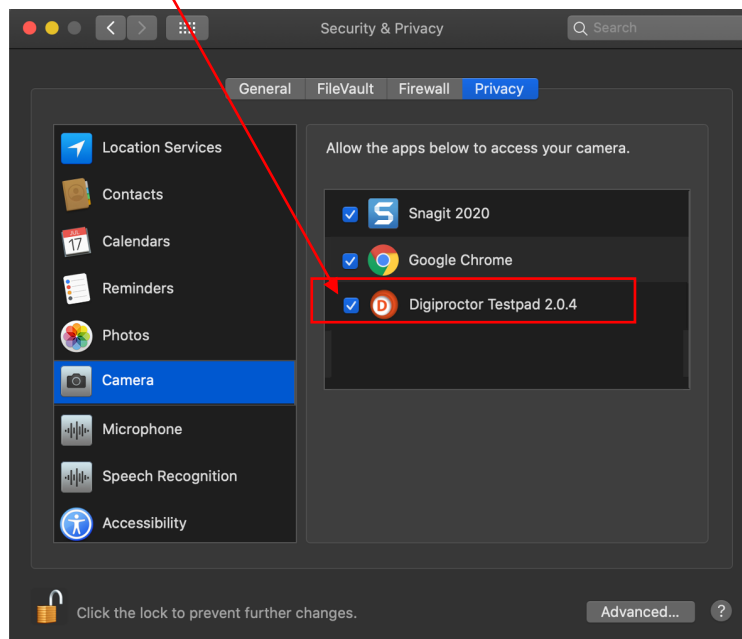 Security & Privacy
Search
General
FileVault
Firewall
Privacy
Location Services
Contacts
JUL
17
Calendars
Reminders
Photos
Camera
Microphone
Speech Recognition
Accessibility
Allow the apps below to access your camera.
S
Snagit 2020
Google Chrome
D
Digiproctor Testpad 2.0.4
Click the lock to prevent further changes.
Advanced...
?